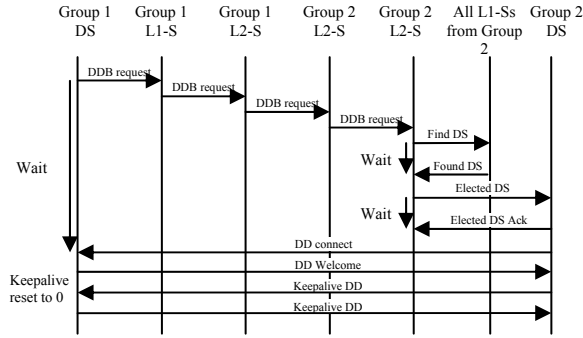 Group 1 Group 1 Group 1 Group 2 Group 2 All L1-Ss Group 2
DS L1-S L2-S L2-S L2-S from Group DS
2
DDB request
DDB request
DDB request
DDB request
Find DS
Wait
Wait
Found DS
Elected DS
Wait
Elected DS Ack
DD connect
DD Welcome
Keepalive
reset to 0
Keepalive DD
Keepalive DD